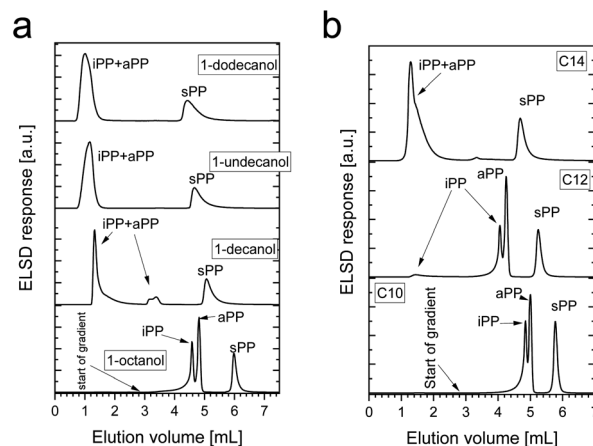 a
iPP+aPP
1-dodecanol
sPP
iPP+aPP
1-undecanol
sPP
iPP+aPP
1-decanol
sPP
aPP
iPP
sPP
1-octanol
start of gradient
ELSD response [a.u.]
0 1 2 3 4 5 6 7
Elution volume [mL]
b
C14
iPP+aPP
sPP
C12
aPP
iPP
sPP
C10
aPP
iPP
sPP
Start of gradient
ELSD response [a.u.]
0 1 2 3 4 5 6 7
Elution volume [mL]